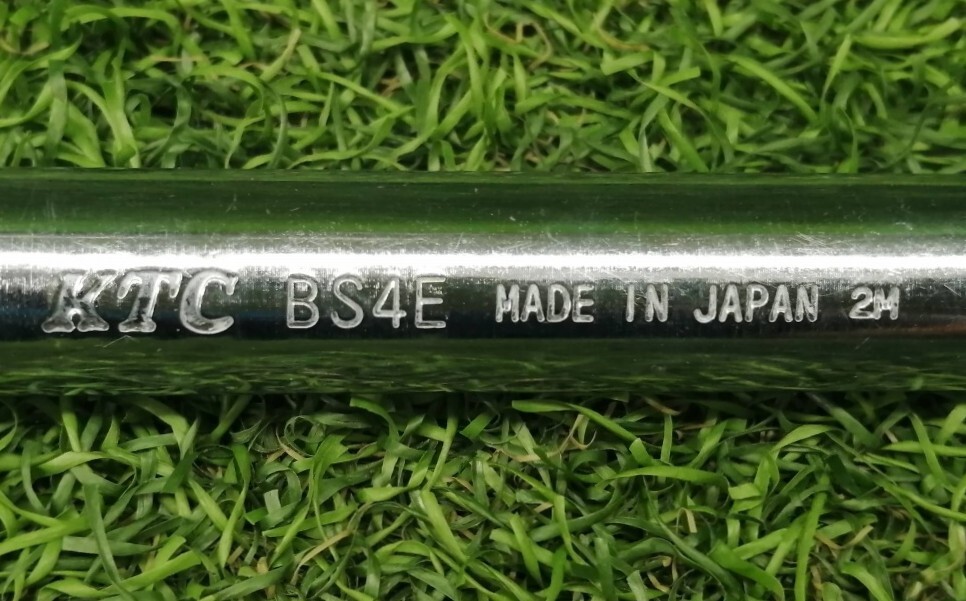 KTC BS4E MADE IN JAPAN 2M